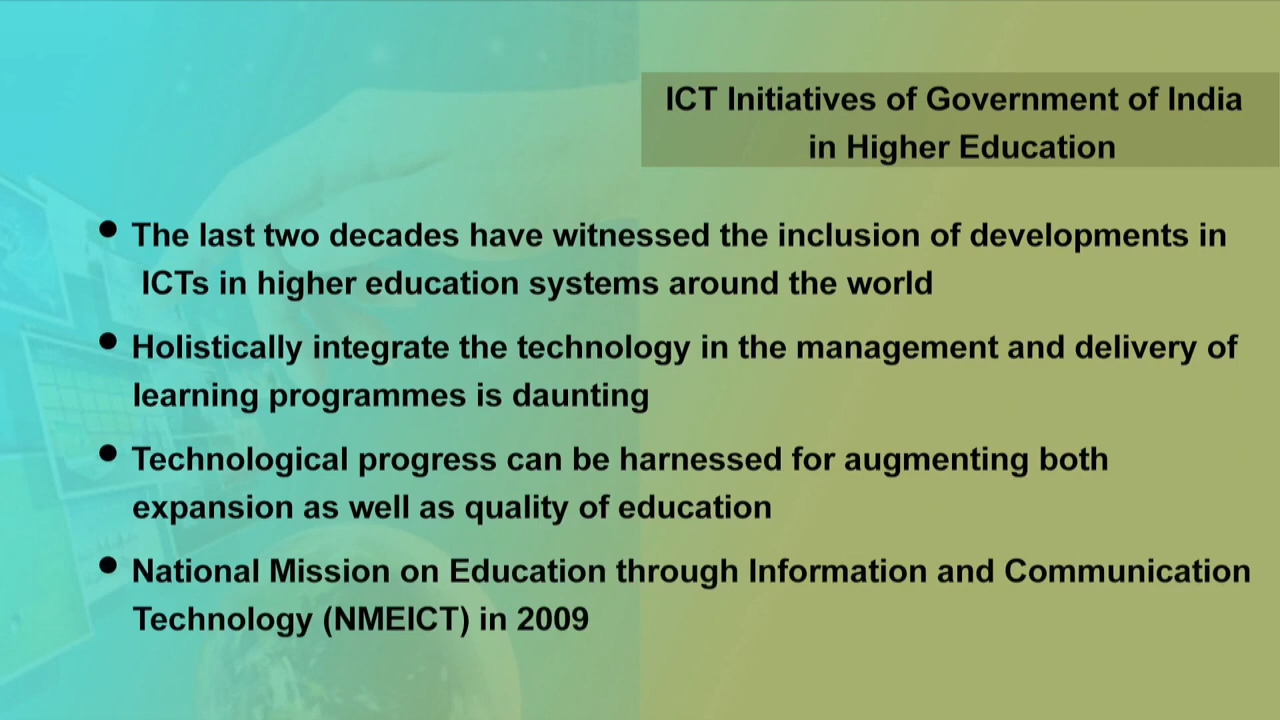 ICT Initiatives of Government of India
in Higher Education
• The last two decades have witnessed the inclusion of developments in
ICTs in higher education systems around the world
• Holistically integrate the technology in the management and delivery of
learning programmes is daunting
• Technological progress can be harnessed for augmenting both
expansion as well as quality of education
• National Mission on Education through Information and Communication
Technology (NMEICT) in 2009